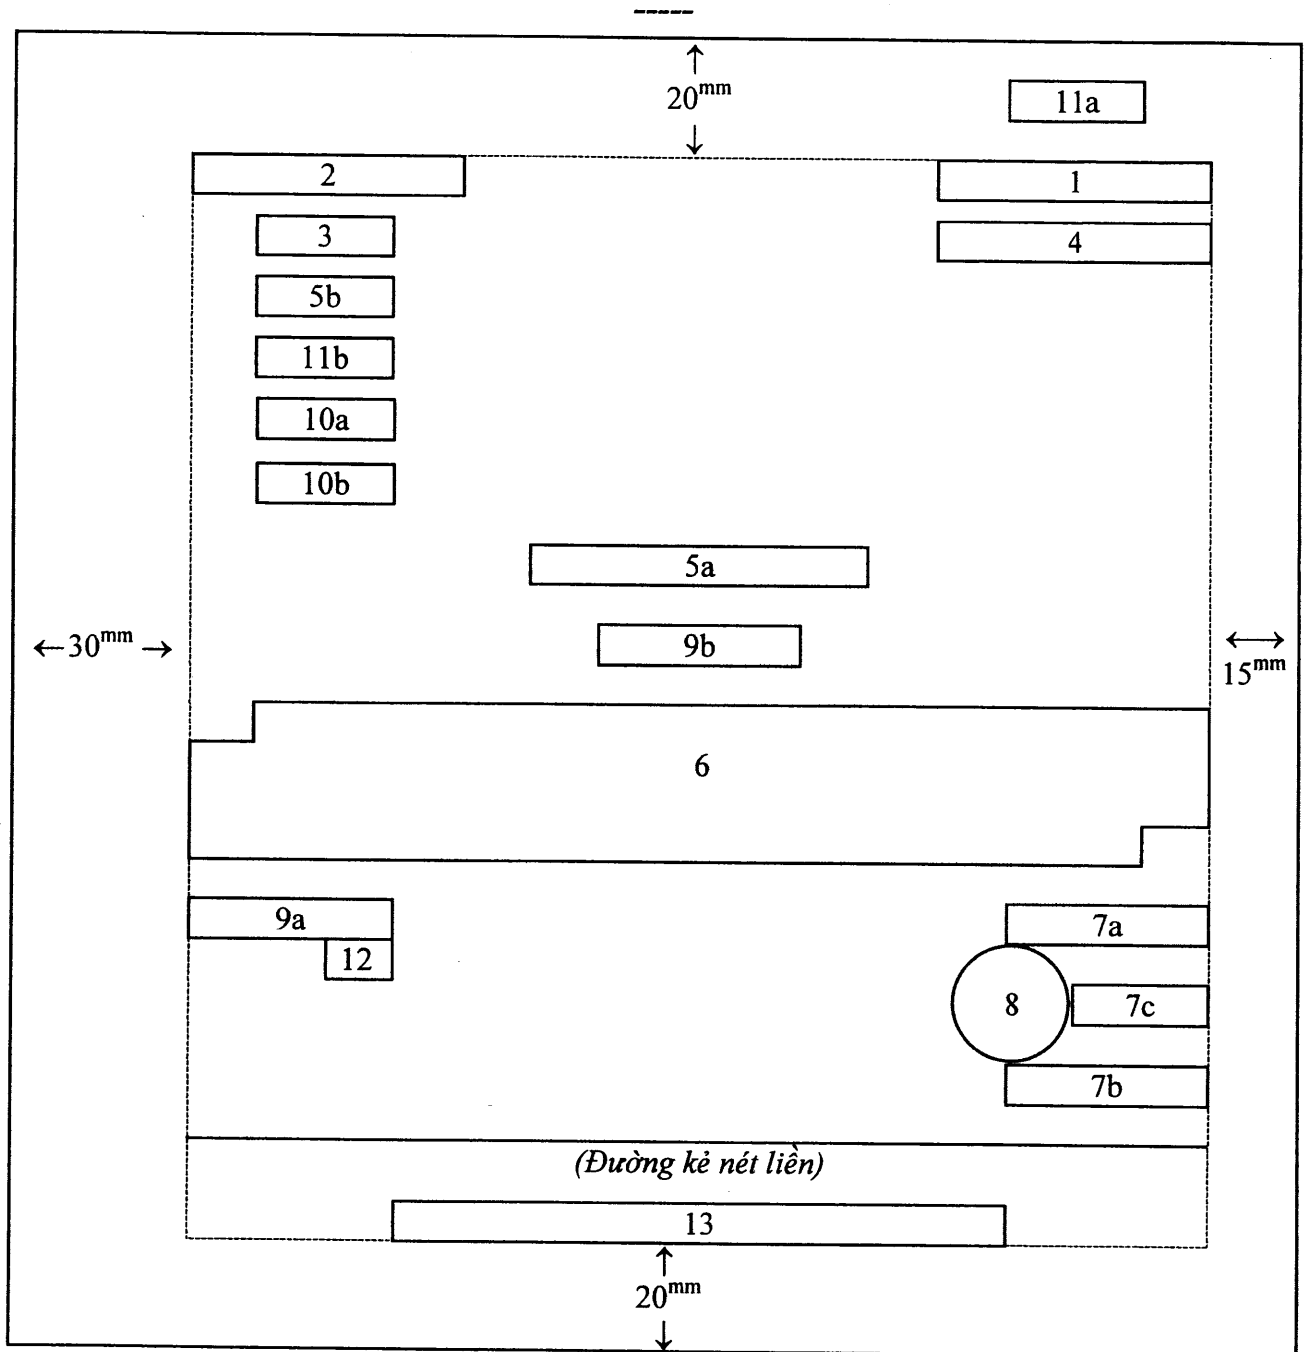 -----
20mm
11a
2
1
3
4
5b
11b
10a
10b
5a
9b
30mm
15mm
6
9a
7a
12
8
7c
7b
(Đường kẻ nét liền)
13
20mm